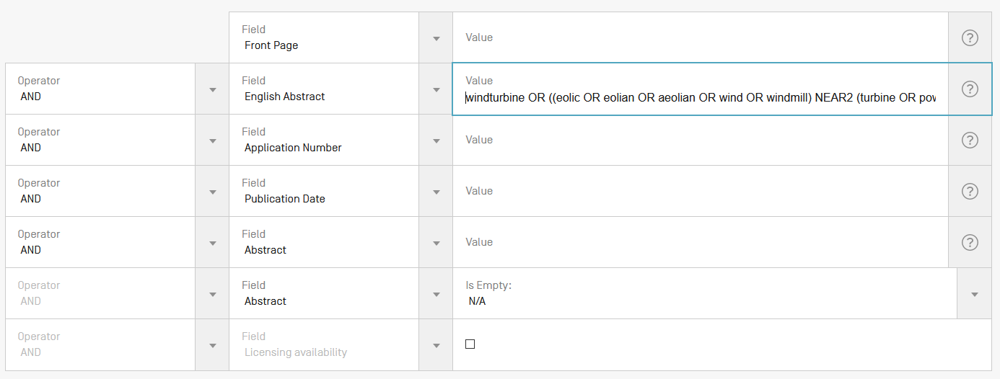 Field
Front Page
Value
Operator
AND
Field
English Abstract
Value
windturbine OR ((eolic OR eolian OR aeolian OR wind OR windmill) NEAR2 (turbine OR
Operator
AND
Field
Application Number
Value
Operator
AND
Field
Publication Date
Value
Operator
AND
Field
Abstract
Value
Operator
AND
Field
Abstract
Is Empty:
N/A
Operator
AND
Field
Licensing availability